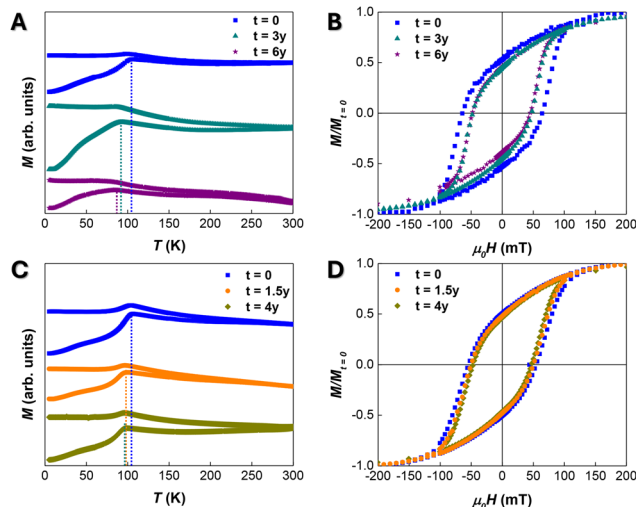 A
t = 0
t = 3y
t = 6y
M (arb. units)
0 50 100 150 200 250 300
T (K)
B
t = 0
t = 3y
t = 6y
M/M_{t = 0}
1.0
0.5
0.0
-0.5
-1.0
-200 -150 -100 -50 0 50 100 150 200
μ₀H (mT)
C
t = 0
t = 1.5y
t = 4y
M (arb. units)
0 50 100 150 200 250 300
T (K)
D
t = 0
t = 1.5y
t = 4y
M/M_{t = 0}
1.0
0.5
0.0
-0.5
-1.0
-200 -150 -100 -50 0 50 100 150 200
μ₀H (mT)